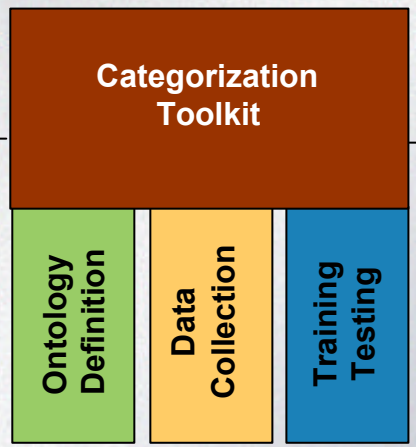 Categorization
Toolkit
Ontology
Definition
Data
Collection
Training
Testing